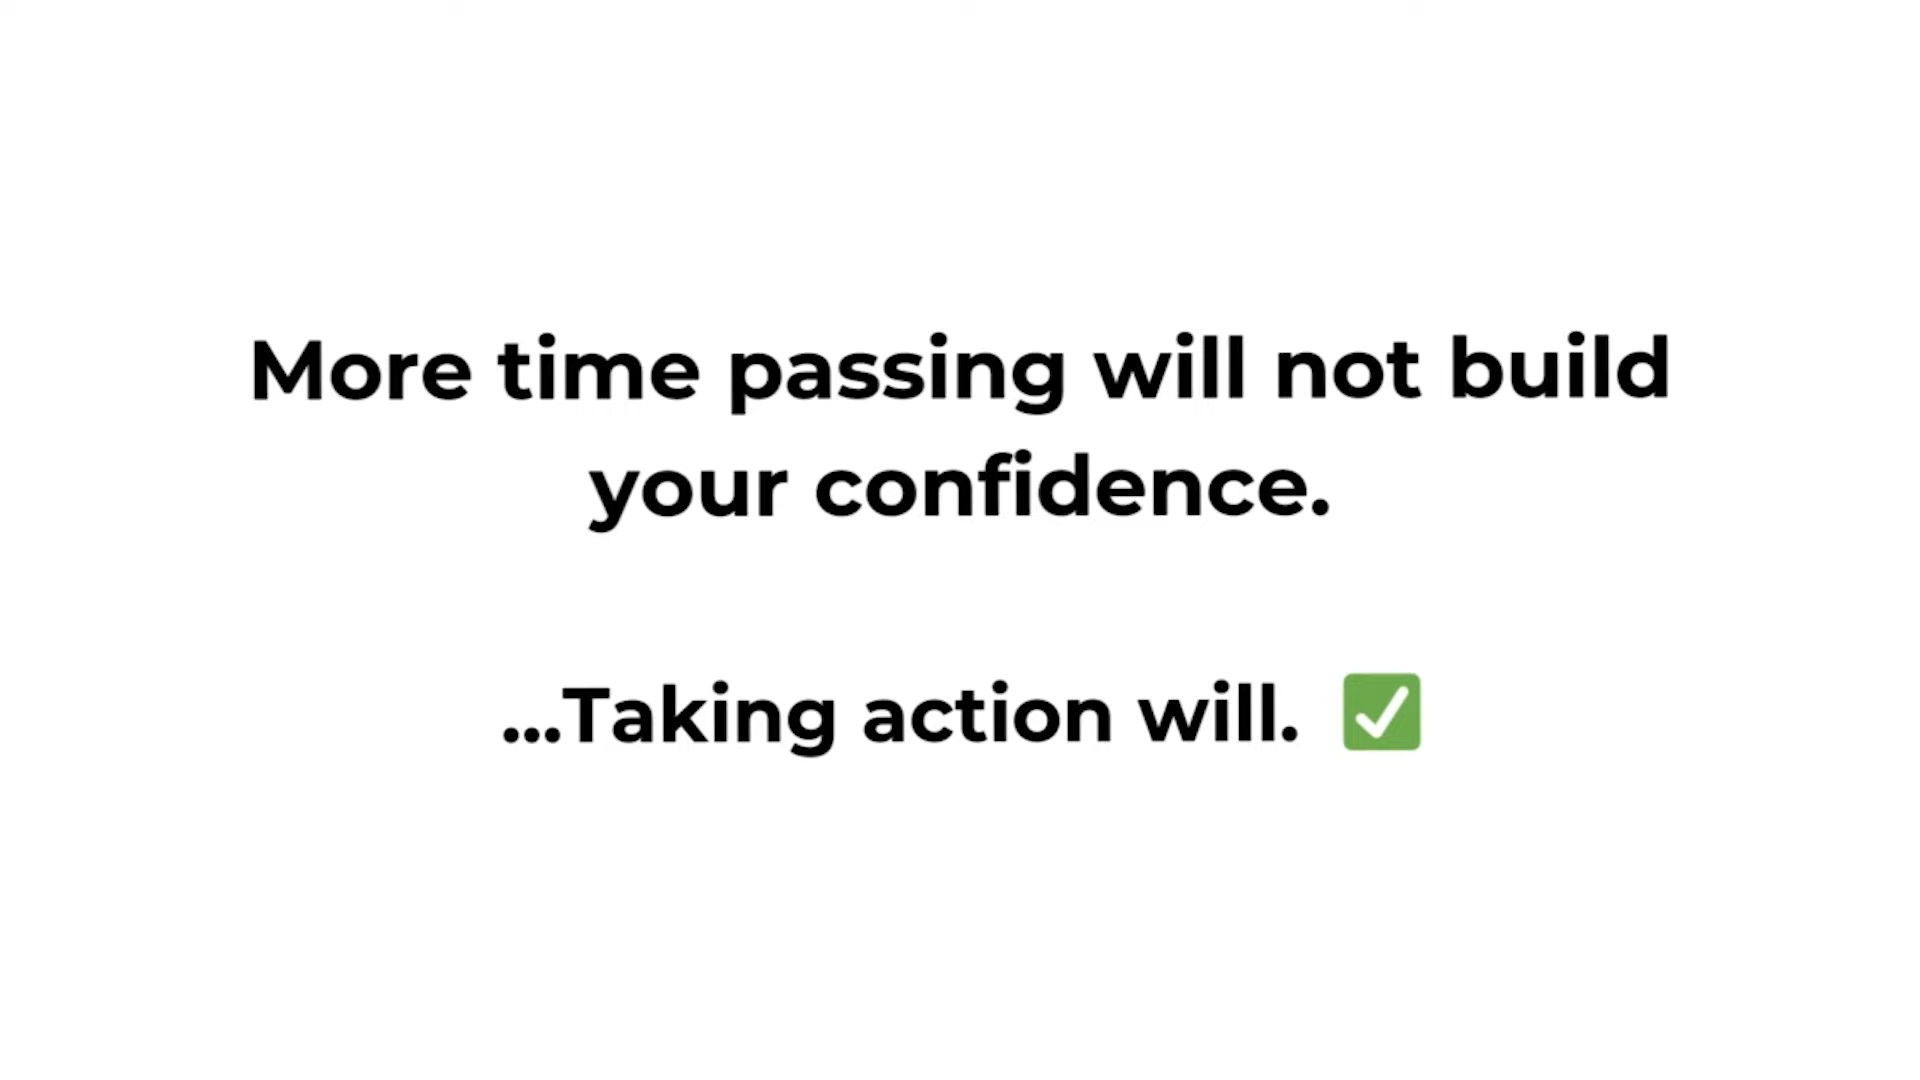 More time passing will not build
your confidence.
...Taking action will. ✅